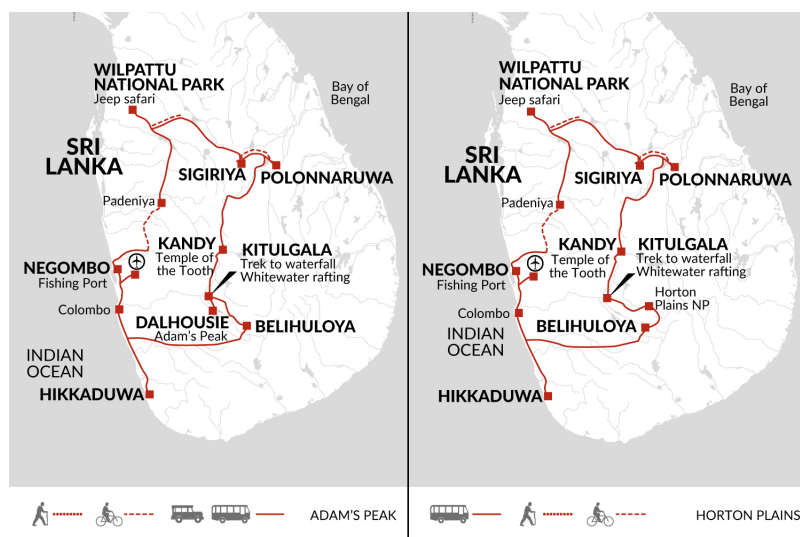 WILPATTU
NATIONAL PARK
Jeep safari
Bay of
Bengal
SRI
LANKA
SIGIRIYA
POLONNARUWA
Padeniya
KANDY
Temple of
the Tooth
KITULGALA
Trek to waterfall
Whitewater rafting
NEGOMBO
Fishing Port
Colombo
DALHOUSIE
Adam's Peak
BELIHULOYA
INDIAN
OCEAN
HIKKADUWA
ADAM'S PEAK
WILPATTU
NATIONAL PARK
Jeep safari
Bay of
Bengal
SRI
LANKA
SIGIRIYA
POLONNARUWA
Padeniya
KANDY
Temple of
the Tooth
KITULGALA
Trek to waterfall
Whitewater rafting
NEGOMBO
Fishing Port
Horton
Plains NP
Colombo
BELIHULOYA
INDIAN
OCEAN
HIKKADUWA
HORTON PLAINS